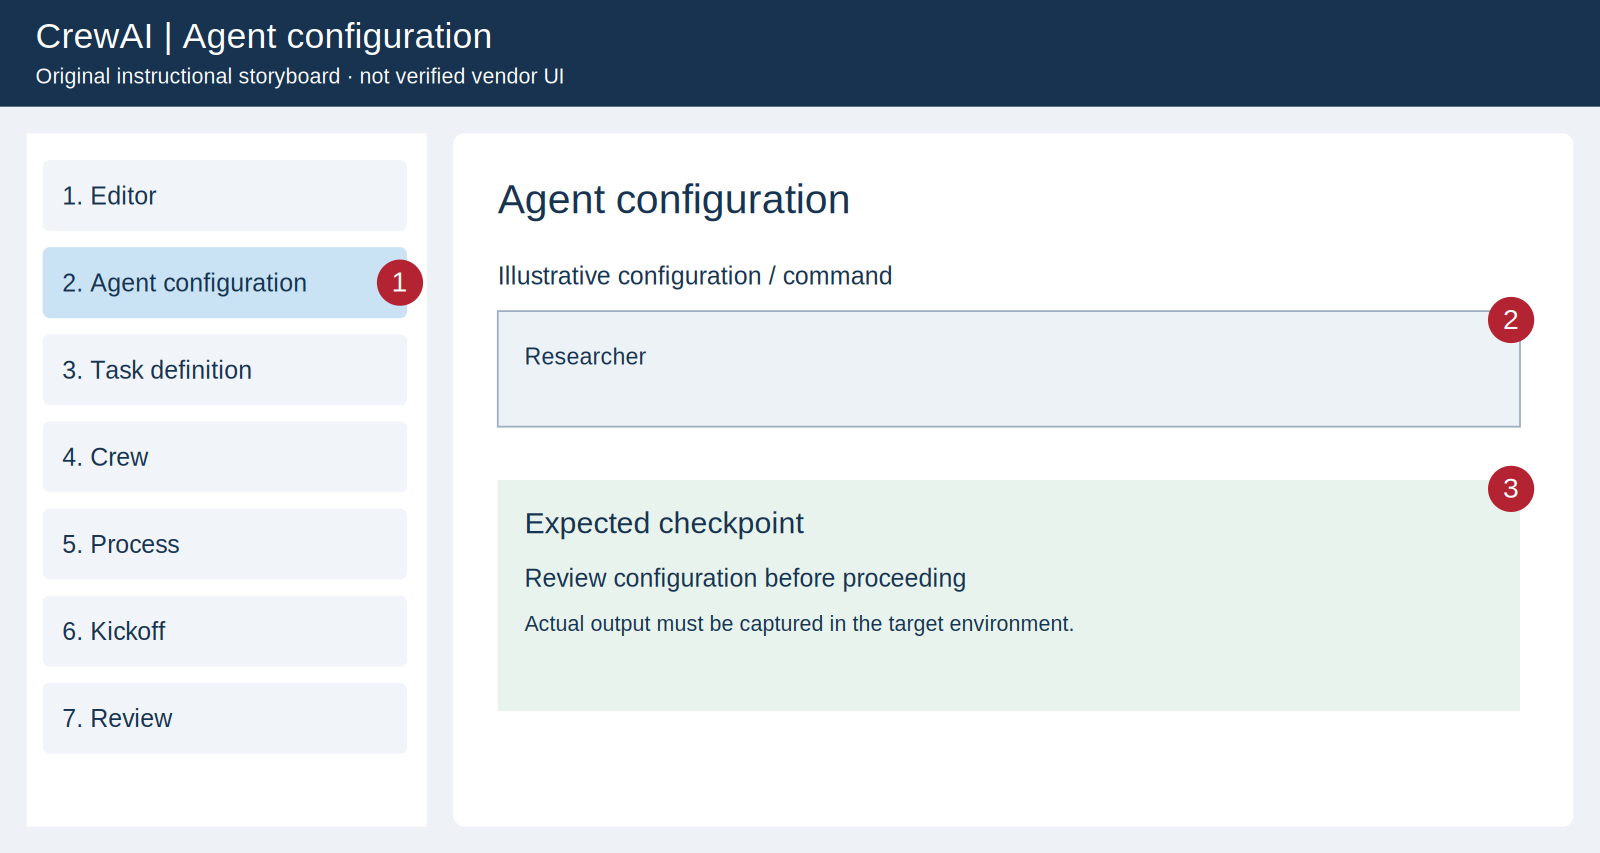 CrewAI | Agent configuration
Original instructional storyboard · not verified vendor UI
1. Editor
2. Agent configuration
1
3. Task definition
4. Crew
5. Process
6. Kickoff
7. Review
Agent configuration
Illustrative configuration / command
2
Researcher
3
Expected checkpoint
Review configuration before proceeding
Actual output must be captured in the target environment.